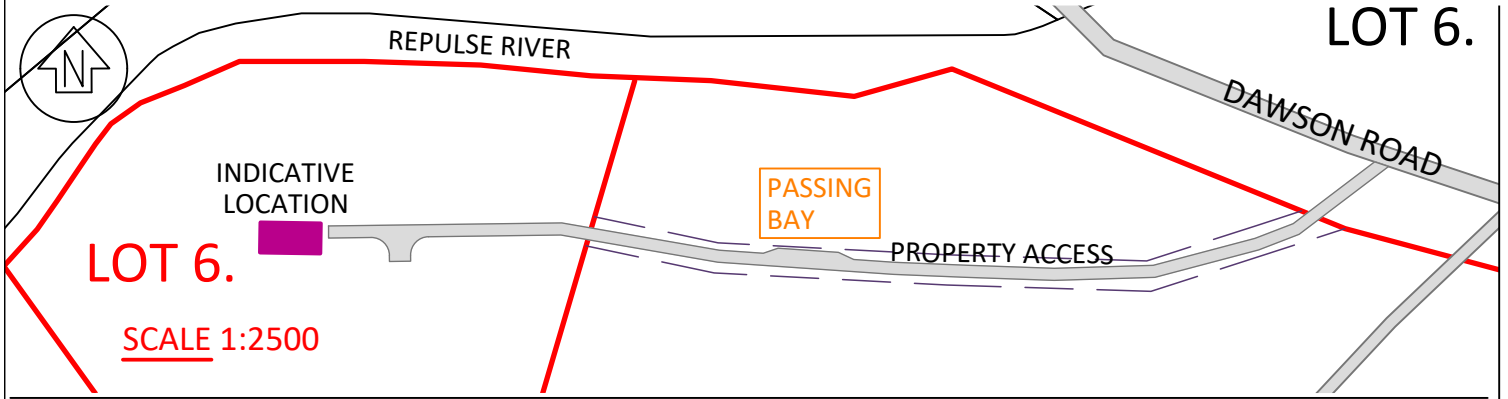 LOT 6.
REPULSE RIVER
N
DAWSON ROAD
INDICATIVE
LOCATION
PASSING
BAY
PROPERTY ACCESS
LOT 6.
SCALE 1:2500